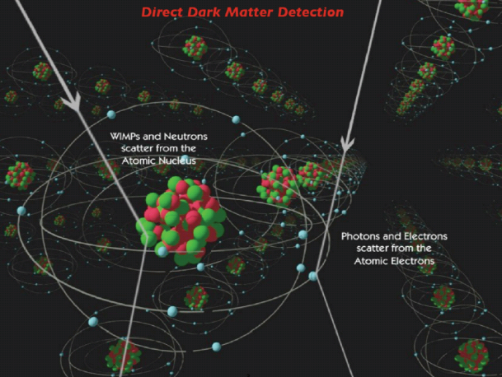 Direct Dark Matter Detection
WIMPs and Neutrons
scatter from the
Atomic Nucleus
Photons and Electrons
scatter from the
Atomic Electrons